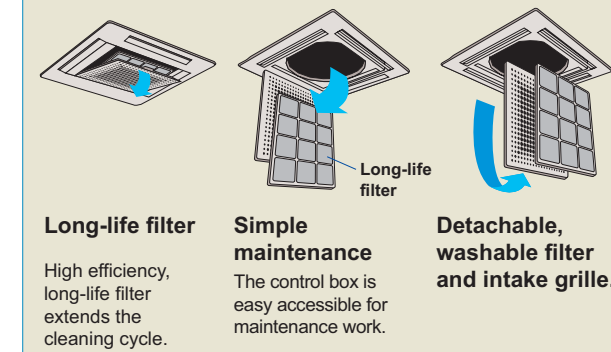 Long-life
filter
Long-life filter
High efficiency,
long-life filter
extends the
cleaning cycle.
Simple
maintenance
The control box is
easy accessible for
maintenance work.
Detachable,
washable filter
and intake grille.